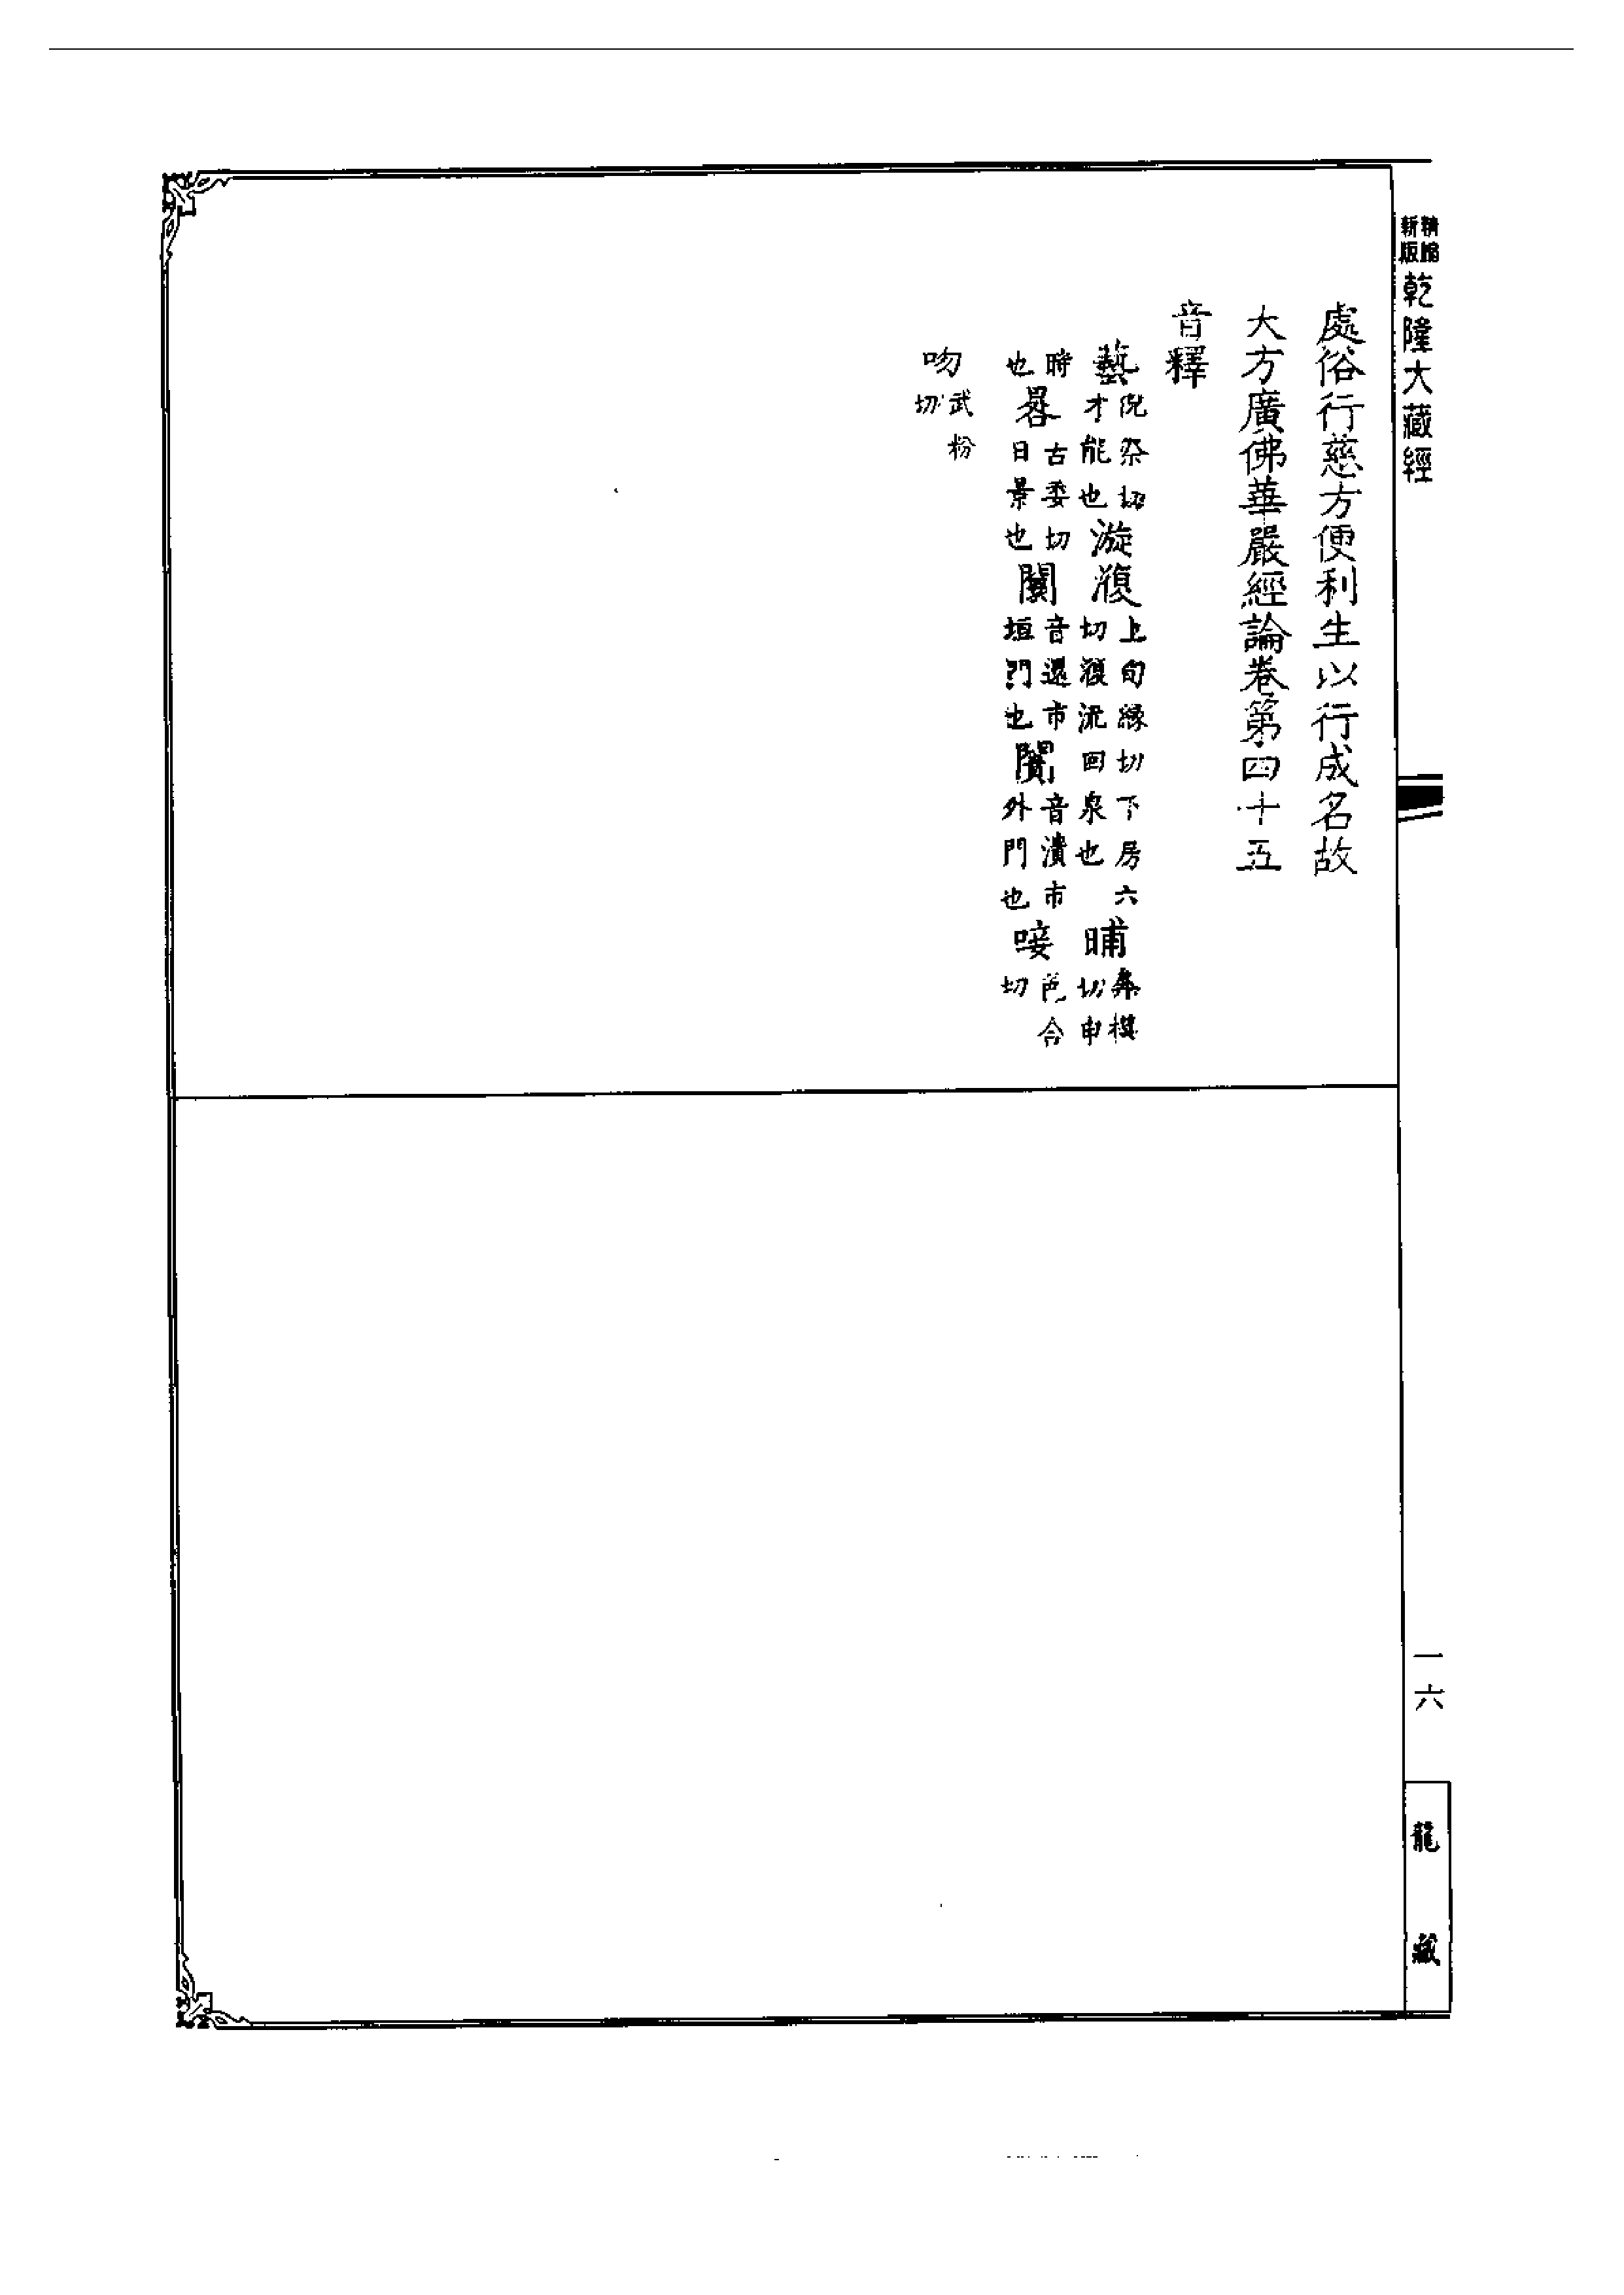 精縮新版 乾隆大藏經
處俗行慈方便利生以行成名故
大方廣佛華嚴經論卷第四十五
音釋
藝倪祭切才能也漩澓上旬緣切下房六切澓流回泉也晡奔模切申
時也晷古委切日景也闤音還市垣門也闠音潰市外門也唼色合切
吻武粉切
一六
龍藏